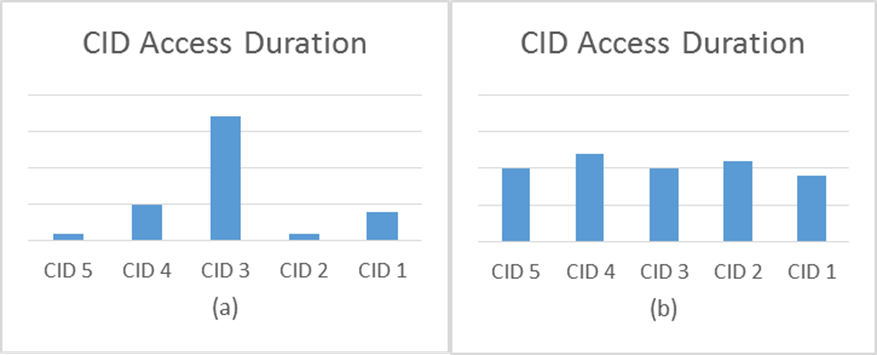 CID Access Duration
CID 5 CID 4 CID 3 CID 2 CID 1
(a)
CID Access Duration
CID 5 CID 4 CID 3 CID 2 CID 1
(b)